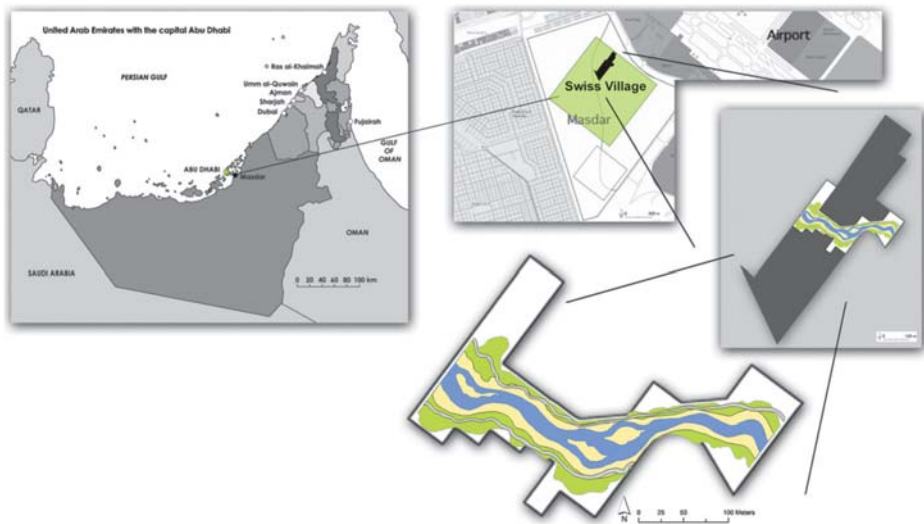 United Arab Emirates with the capital Abu Dhabi
Ras al-Khaimah
PERSIAN GULF
Umm al-Quwain
Ajman
Sharjah
Dubai
Fujairah
QATAR
GULF
OF
OMAN
ABU DHABI
Masdar
OMAN
SAUDI ARABIA
0 20 40 60 80 100 km
Airport
Swiss Village
Masdar
N
0 25 50 100 Meters